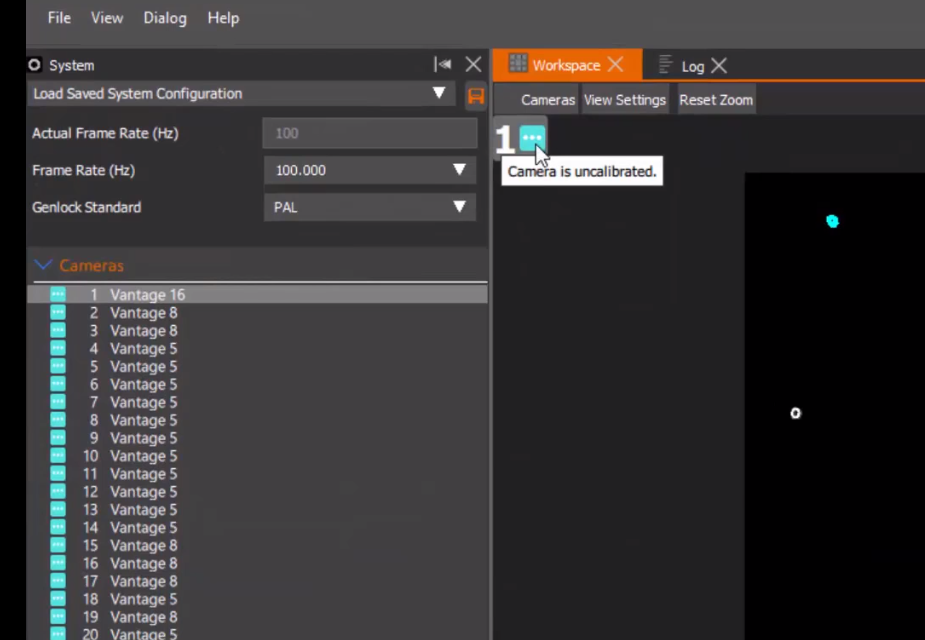 File View Dialog Help
System
Workspace
Log
Load Saved System Configuration
Cameras View Settings Reset Zoom
Actual Frame Rate (Hz) 100
1
Frame Rate (Hz) 100.000
Camera is uncalibrated.
Genlock Standard PAL
Cameras
1 Vantage 16
2 Vantage 8
3 Vantage 8
4 Vantage 5
5 Vantage 5
6 Vantage 5
7 Vantage 5
8 Vantage 5
9 Vantage 5
10 Vantage 5
11 Vantage 5
12 Vantage 5
13 Vantage 5
14 Vantage 5
15 Vantage 8
16 Vantage 8
17 Vantage 8
18 Vantage 5
19 Vantage 8
20 Vantage 5